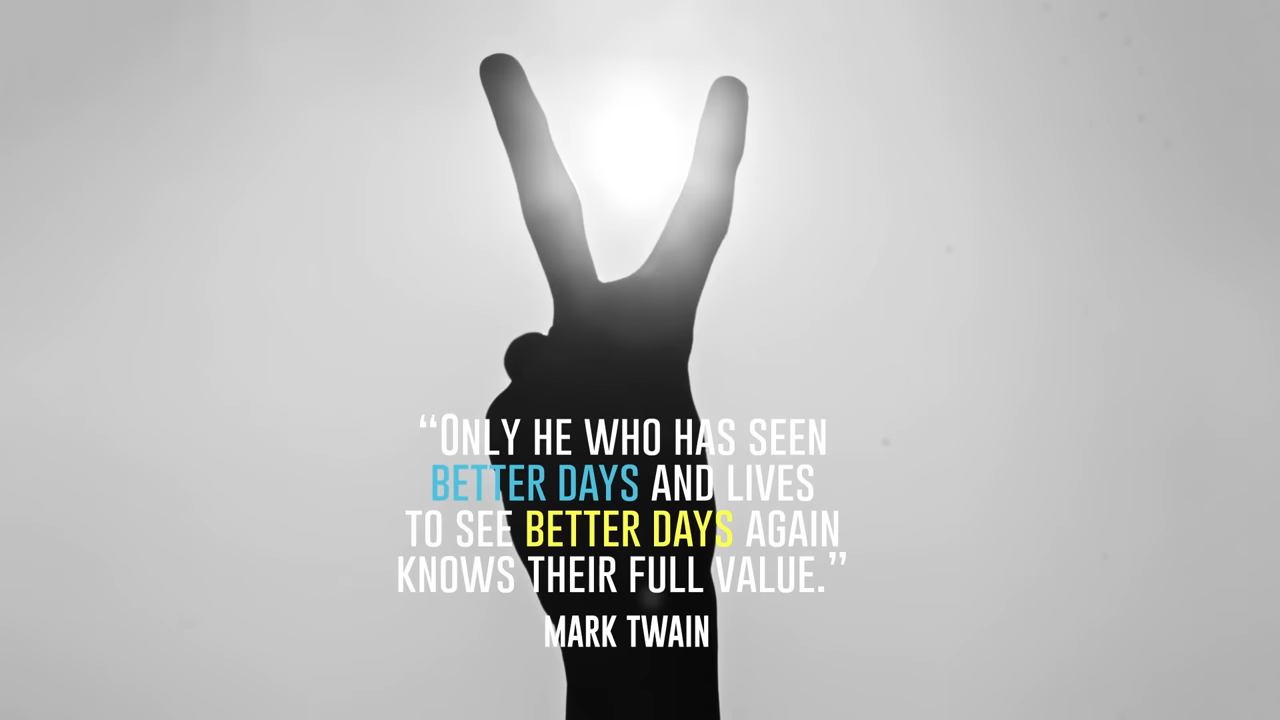 “Only he who has seen
better days and lives
to see better days again
knows their full value.”
Mark Twain